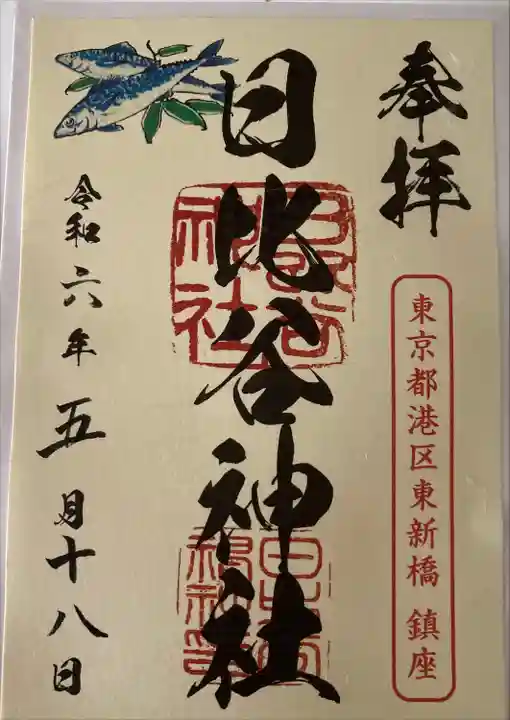 奉拝
東京都港区東新橋 鎮座
日比谷神社
令和六年五月十八日